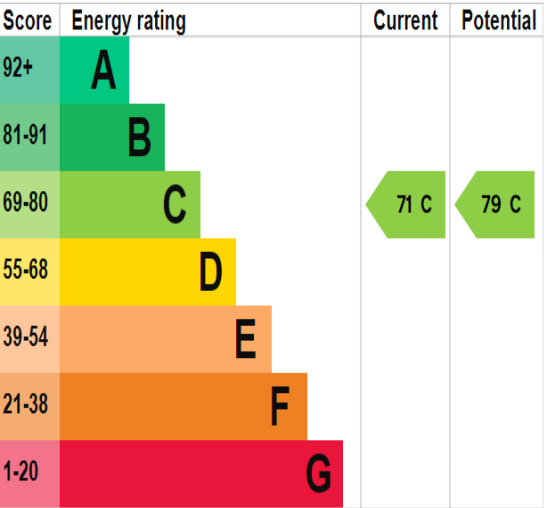 Score Energy rating Current Potential
92+ A
81-91 B
69-80 C 71 C 79 C
55-68 D
39-54 E
21-38 F
1-20 G